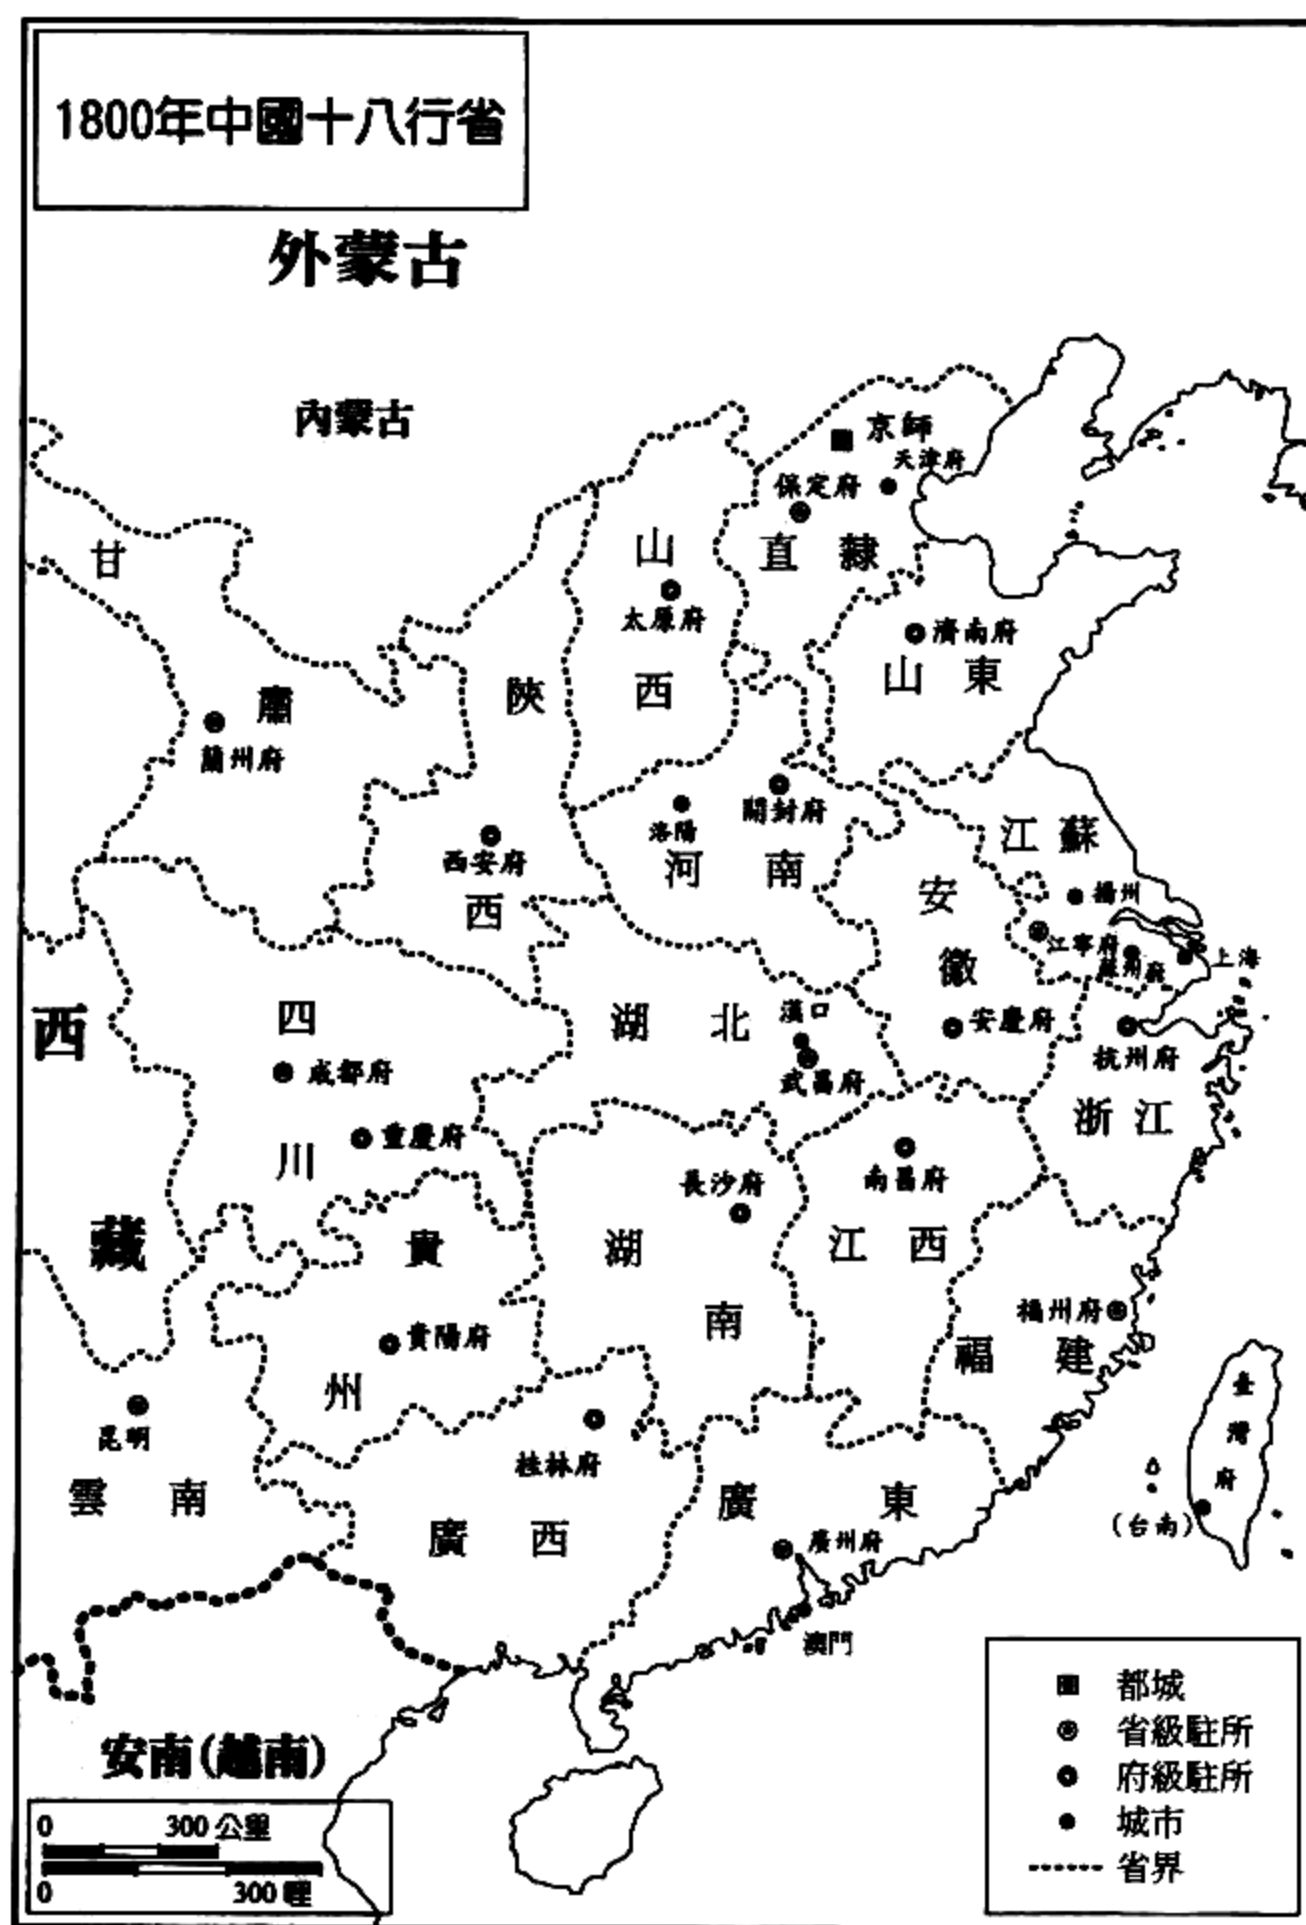 1800年中國十八行省
外蒙古
內蒙古
京師
天津府
保定府
直隸
甘肅
蘭州府
陝西
西安府
山西
太原府
濟南府
山東
洛陽
開封府
河南
江蘇
揚州
江寧府
蘇州府
上海
安徽
安慶府
杭州府
浙江
西藏
四川
成都府
重慶府
湖北
漢口
武昌府
長沙府
湖南
南昌府
江西
貴州
貴陽府
福州府
福建
臺灣府
(台南)
昆明
雲南
桂林府
廣西
廣東
廣州府
澳門
安南(越南)
0 300公里
0 300哩
都城
省級駐所
府級駐所
城市
省界